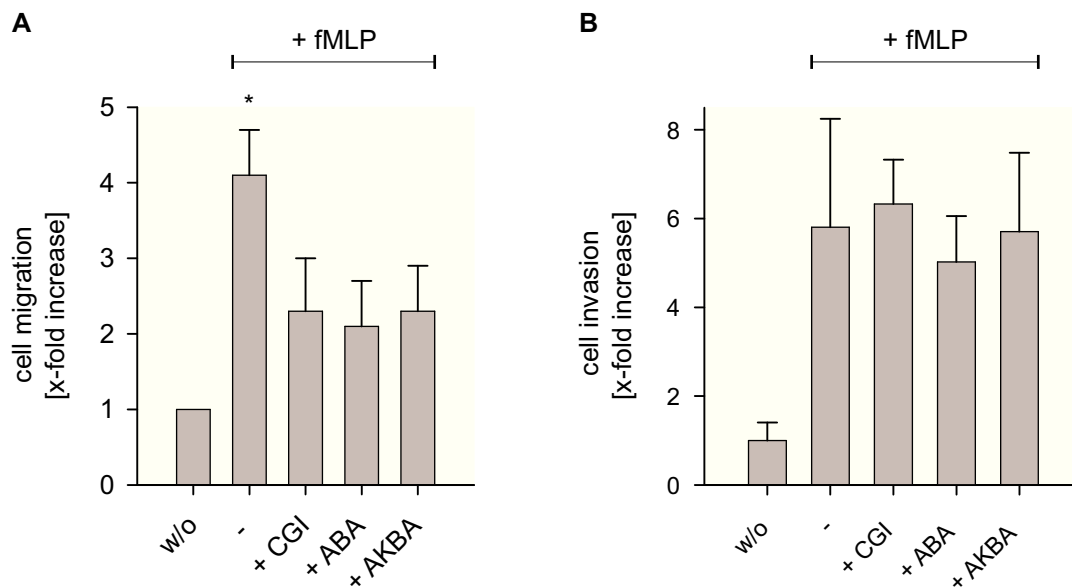 A
+ fMLP
*
5
4
3
2
1
0
cell migration
[x-fold increase]
w/o
-
+ CGI
+ ABA
+ AKBA
B
+ fMLP
8
6
4
2
0
cell invasion
[x-fold increase]
w/o
-
+ CGI
+ ABA
+ AKBA